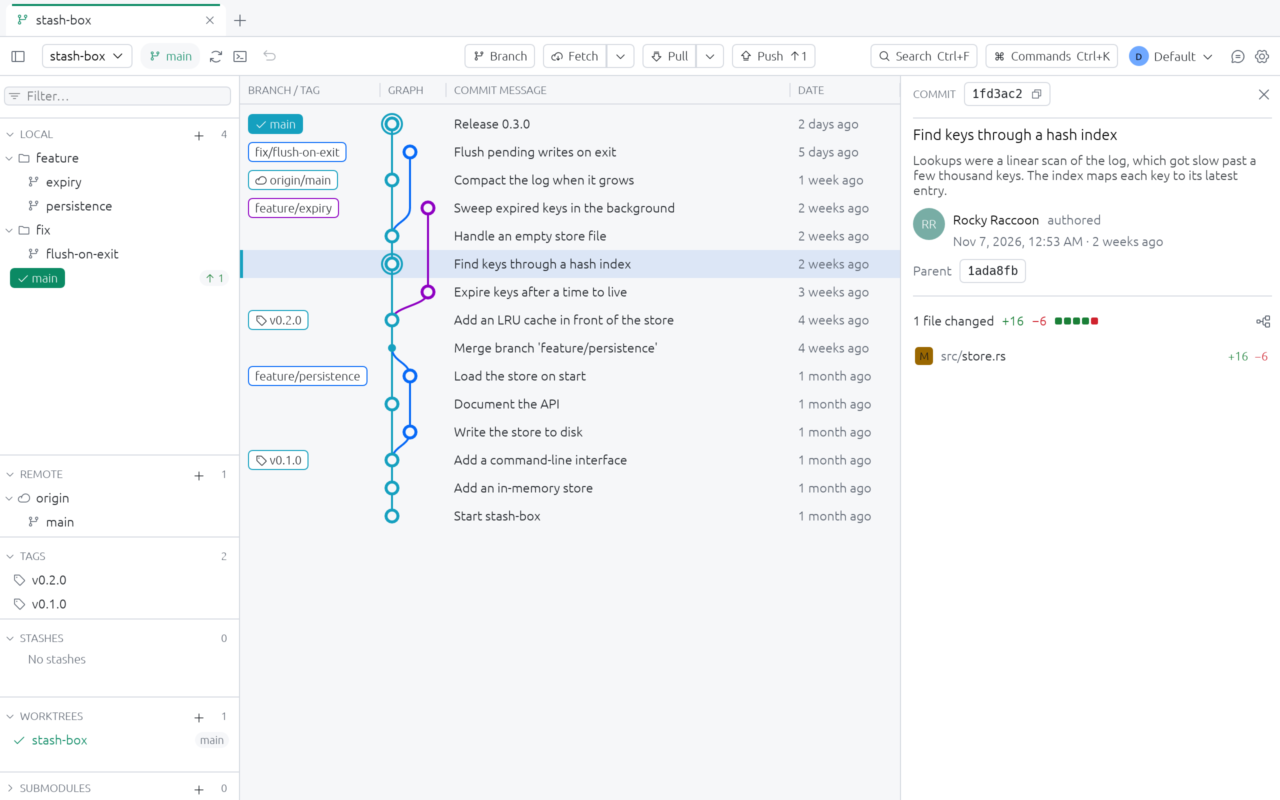 stash-box
stash-box main Branch Fetch Pull Push ↑1 Search Ctrl+F ⌘ Commands Ctrl+K D Default
Filter...
LOCAL 4
feature
expiry
persistence
fix
flush-on-exit
main ↑ 1
REMOTE 1
origin
main
TAGS 2
v0.2.0
v0.1.0
STASHES 0
No stashes
WORKTREES 1
stash-box main
SUBMODULES 0
BRANCH / TAG GRAPH COMMIT MESSAGE DATE
main Release 0.3.0 2 days ago
fix/flush-on-exit Flush pending writes on exit 5 days ago
origin/main Compact the log when it grows 1 week ago
feature/expiry Sweep expired keys in the background 2 weeks ago
Handle an empty store file 2 weeks ago
Find keys through a hash index 2 weeks ago
Expire keys after a time to live 3 weeks ago
v0.2.0 Add an LRU cache in front of the store 4 weeks ago
Merge branch 'feature/persistence' 4 weeks ago
feature/persistence Load the store on start 1 month ago
Document the API 1 month ago
Write the store to disk 1 month ago
v0.1.0 Add a command-line interface 1 month ago
Add an in-memory store 1 month ago
Start stash-box 1 month ago
COMMIT 1fd3ac2
Find keys through a hash index
Lookups were a linear scan of the log, which got slow past a
few thousand keys. The index maps each key to its latest
entry.
RR Rocky Raccoon authored
Nov 7, 2026, 12:53 AM · 2 weeks ago
Parent 1ada8fb
1 file changed +16 −6
M src/store.rs +16 −6